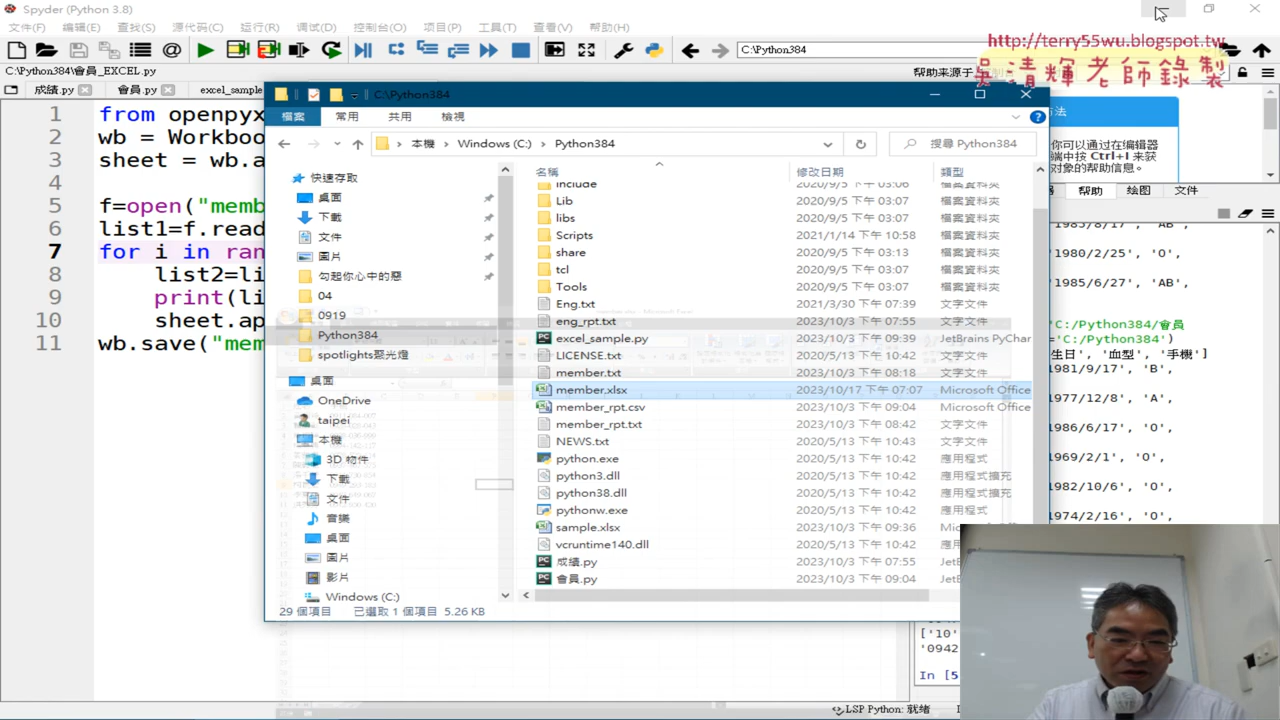 Spyder (Python 3.8)
文件(F) 编辑(E) 查找(S) 源代码(C) 运行(R) 调试(D) 控制台(O) 项目(P) 工具(T) 查看(V) 帮助(H)
C:\Python384
http://terry55wu.blogspot.tw
吳清輝老師錄製
C:\Python384\會員_EXCEL.py
帮助来源于
成績.py 會員.py excel_sample
1 from openpyx
2 wb = Workboo
3 sheet = wb.a
4
5 f=open("memb
6 list1=f.read
7 for i in ran
8 list2=li
9 print(li
10 sheet.ap
11 wb.save("mem
C:\Python384
檔案 常用 共用 檢視
本機 Windows (C:) Python384
搜尋 Python384
快速存取
桌面
下載
文件
圖片
勾起你心中的惡
04
0919
Python384
spotlights聚光燈
桌面
OneDrive
taipei
本機
3D 物件
下載
文件
音樂
桌面
圖片
影片
Windows (C:)
名稱 修改日期 類型
include 2020/9/5 下午 03:06 檔案資料夾
Lib 2020/9/5 下午 03:07 檔案資料夾
libs 2020/9/5 下午 03:07 檔案資料夾
Scripts 2021/1/14 下午 10:58 檔案資料夾
share 2020/9/5 下午 03:13 檔案資料夾
tcl 2020/9/5 下午 03:07 檔案資料夾
Tools 2020/9/5 下午 03:07 檔案資料夾
Eng.txt 2021/3/30 下午 07:39 文字文件
eng_rpt.txt 2023/10/3 下午 07:55 文字文件
excel_sample.py 2023/10/3 下午 09:39 JetBrains PyChar
LICENSE.txt 2020/5/13 下午 10:42 文字文件
member.txt 2023/10/3 下午 08:18 文字文件
member.xlsx 2023/10/17 下午 07:07 Microsoft Office
member_rpt.csv 2023/10/3 下午 09:04 Microsoft Office
member_rpt.txt 2023/10/3 下午 08:42 文字文件
NEWS.txt 2020/5/13 下午 10:43 文字文件
python.exe 2020/5/13 下午 10:42 應用程式
python3.dll 2020/5/13 下午 10:42 應用程式擴充
python38.dll 2020/5/13 下午 10:42 應用程式擴充
pythonw.exe 2020/5/13 下午 10:42 應用程式
sample.xlsx 2023/10/3 下午 09:36
vcruntime140.dll 2020/5/13 下午 10:42
成績.py 2023/10/3 下午 07:55
會員.py 2023/10/3 下午 09:04
29 個項目 已選取 1 個項目 5.26 KB
方法
你可以通过在编辑器
端中按 Ctrl+I 来获
对象的帮助信息。
帮助 绘图 文件
1985/8/17', 'AB',
1980/2/25', 'O',
1985/6/27', 'AB',
'C:/Python384/會員
='C:/Python384')
生日', '血型', '手機']
1981/9/17', 'B',
1977/12/8', 'A',
1986/6/17', 'O',
1969/2/1', 'O',
1982/10/6', 'O',
1974/2/16', 'O',
['10'
'0942
In [5
LSP Python: 就绪